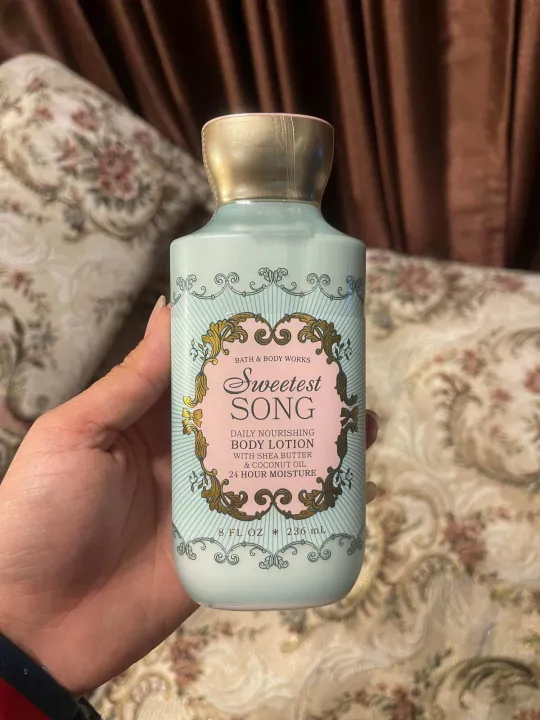 BATH & BODY WORKS
Sweetest
SONG
DAILY NOURISHING
BODY LOTION
WITH SHEA BUTTER
& COCONUT OIL
24 HOUR MOISTURE
8 FL OZ * 236 mL